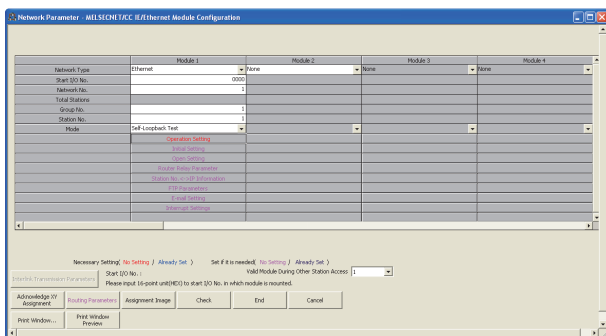 Network Parameter - MELSECNET/CC IE/Ethernet Module Configuration
Module 1 Module 2 Module 3 Module 4
Network Type Ethernet None None None
Start I/O No. 0000
Network No. 1
Total Stations
Group No. 1
Station No. 1
Mode Self-Loopback Test
Operation Setting
Initial Setting
Open Setting
Router Relay Parameter
Station No.<->IP Information
FTP Parameters
E-mail Setting
Interrupt Settings
Necessary Setting( No Setting / Already Set ) Set if it is needed( No Setting / Already Set )
Interlink Transmission Parameters Start I/O No. : Valid Module During Other Station Access 1
Please input 16-point unit(HEX) to start I/O No. in which module is mounted.
Acknowledge XY Assignment Routing Parameters Assignment Image Check End Cancel
Print Window... Print Window Preview